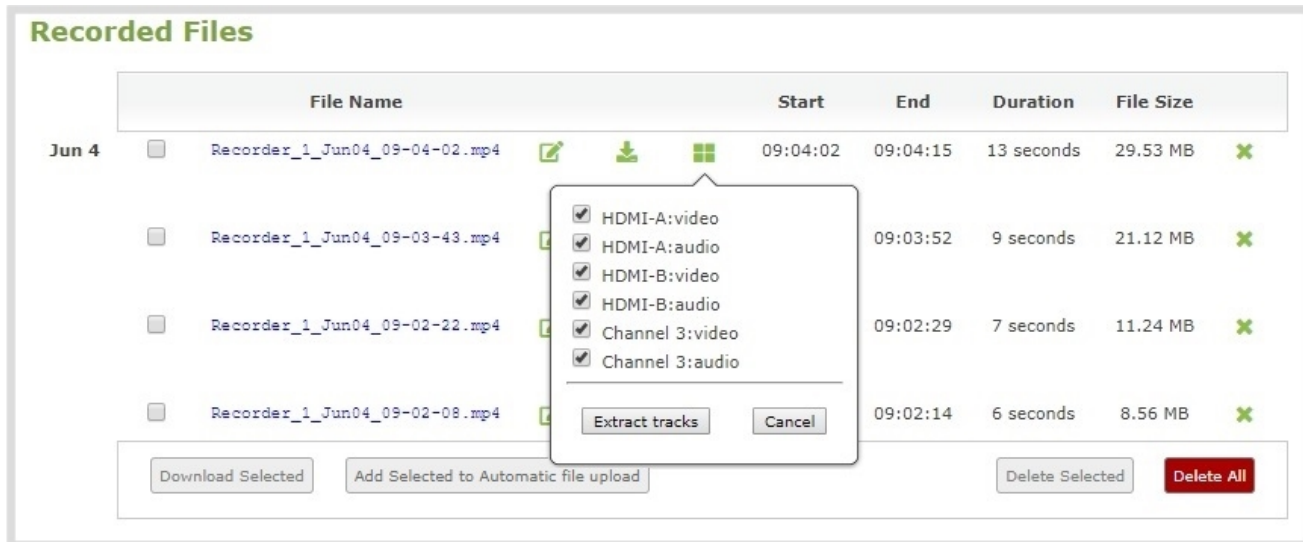 Recorded Files
File Name Start End Duration File Size
Jun 4 Recorder_1_Jun04_09-04-02.mp4 09:04:02 09:04:15 13 seconds 29.53 MB
HDMI-A:video
HDMI-A:audio
HDMI-B:video
HDMI-B:audio
Channel 3:video
Channel 3:audio
Extract tracks Cancel
Recorder_1_Jun04_09-03-43.mp4 09:03:52 9 seconds 21.12 MB
Recorder_1_Jun04_09-02-22.mp4 09:02:29 7 seconds 11.24 MB
Recorder_1_Jun04_09-02-08.mp4 09:02:14 6 seconds 8.56 MB
Download Selected Add Selected to Automatic file upload Delete Selected Delete All